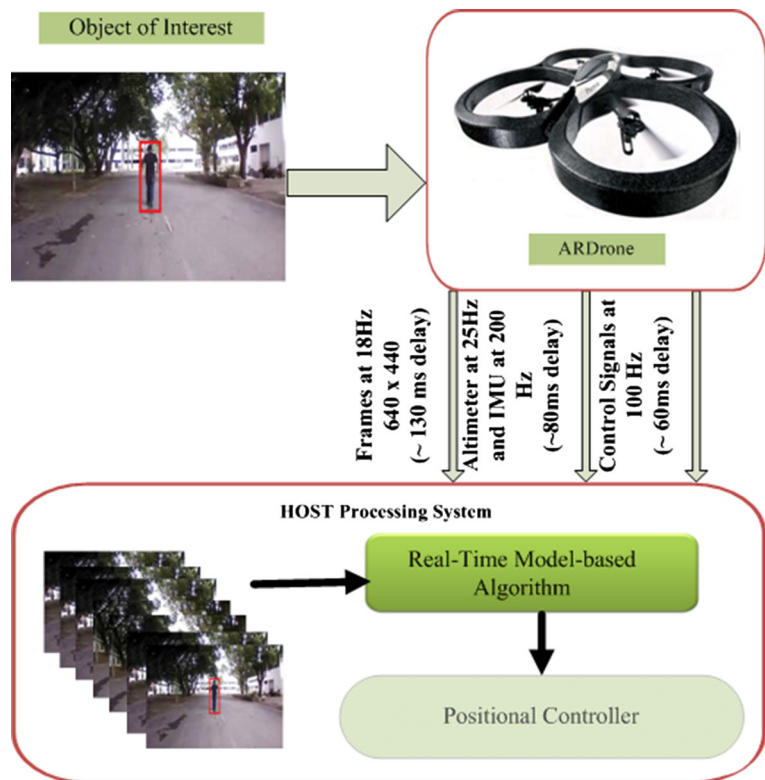 Object of Interest
ARDrone
Frames at 18Hz
640 x 440
(~ 130 ms delay)
Altimeter at 25Hz
and IMU at 200
Hz
(~80ms delay)
Control Signals at
100 Hz
(~ 60ms delay)
HOST Processing System
Real-Time Model-based
Algorithm
Positional Controller